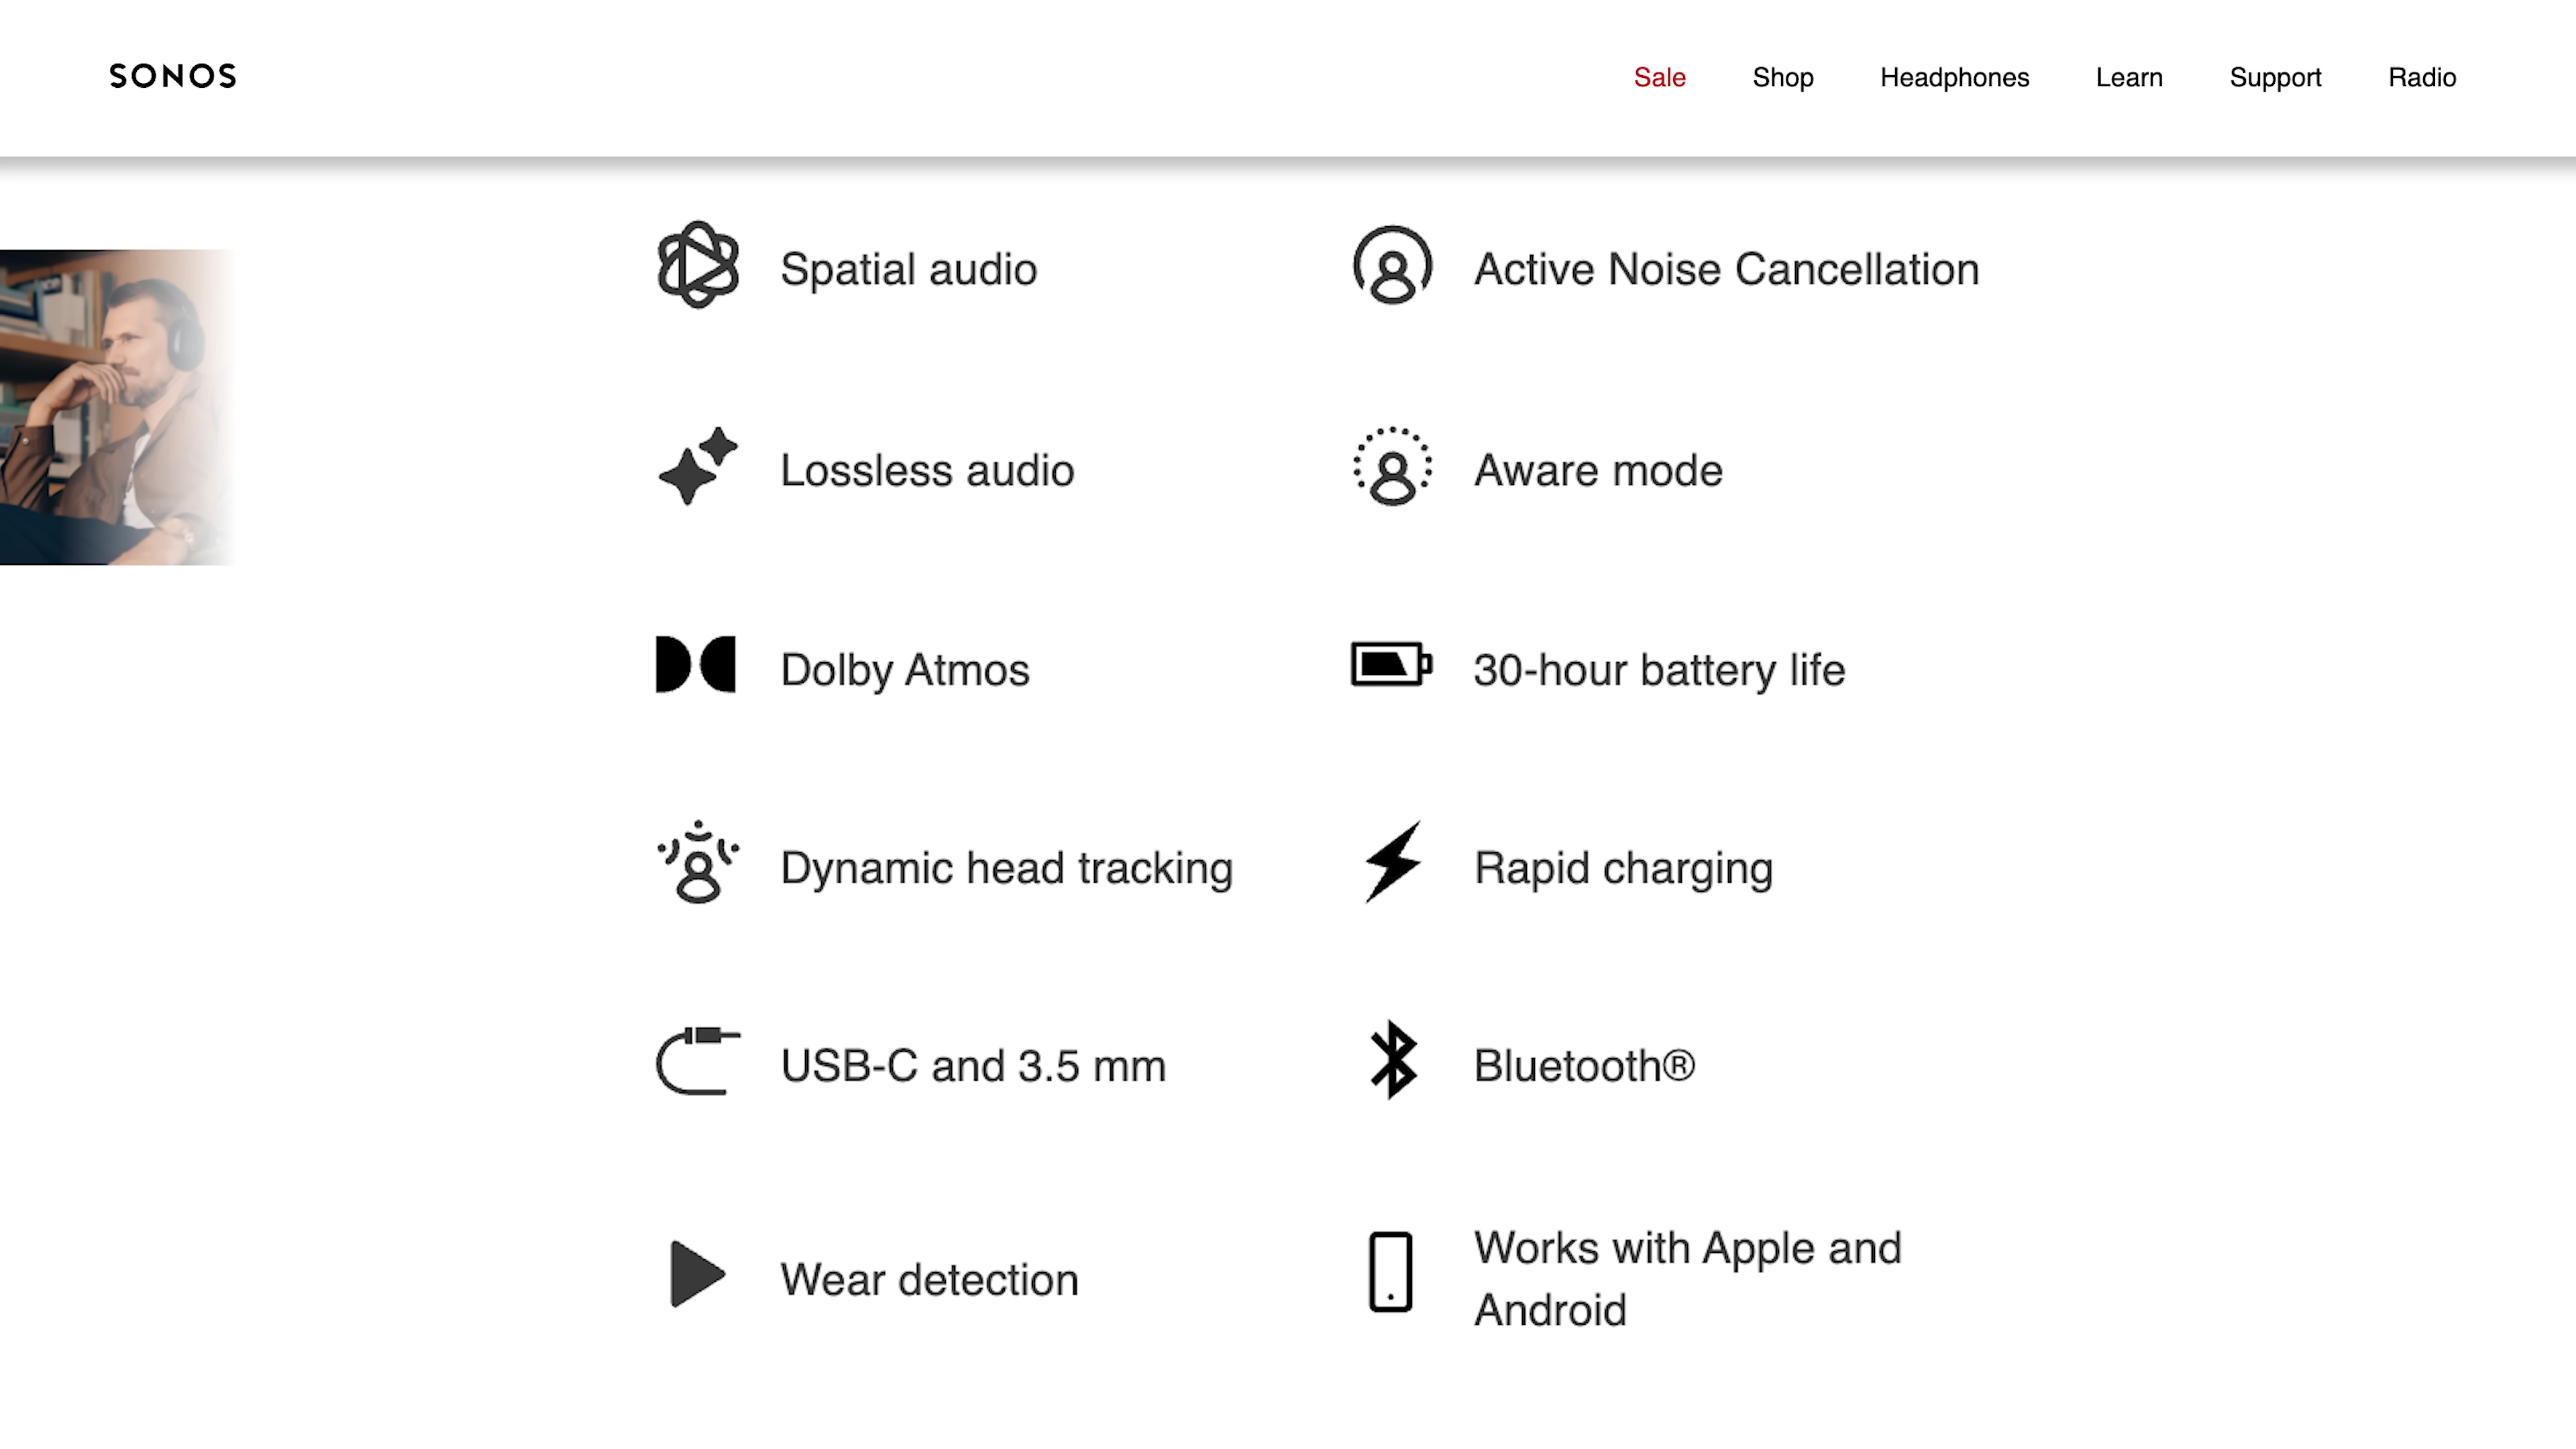 SONOS
Sale
Shop
Headphones
Learn
Support
Radio
Spatial audio
Active Noise Cancellation
Lossless audio
Aware mode
Dolby Atmos
30-hour battery life
Dynamic head tracking
Rapid charging
USB-C and 3.5 mm
Bluetooth®
Wear detection
Works with Apple and
Android